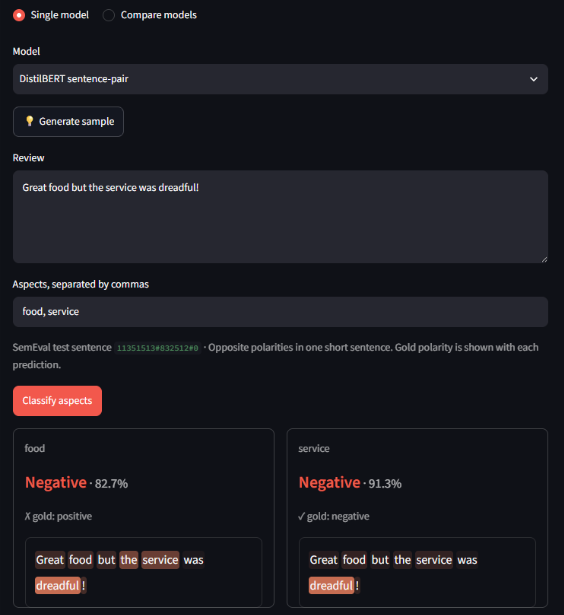 Single model Compare models
Model
DistilBERT sentence-pair
💡 Generate sample
Review
Great food but the service was dreadful!
Aspects, separated by commas
food, service
SemEval test sentence 11351513#832512#0 · Opposite polarities in one short sentence. Gold polarity is shown with each
prediction.
Classify aspects
food
Negative · 82.7%
✗ gold: positive
Great food but the service was
dreadful !
service
Negative · 91.3%
✓ gold: negative
Great food but the service was
dreadful !